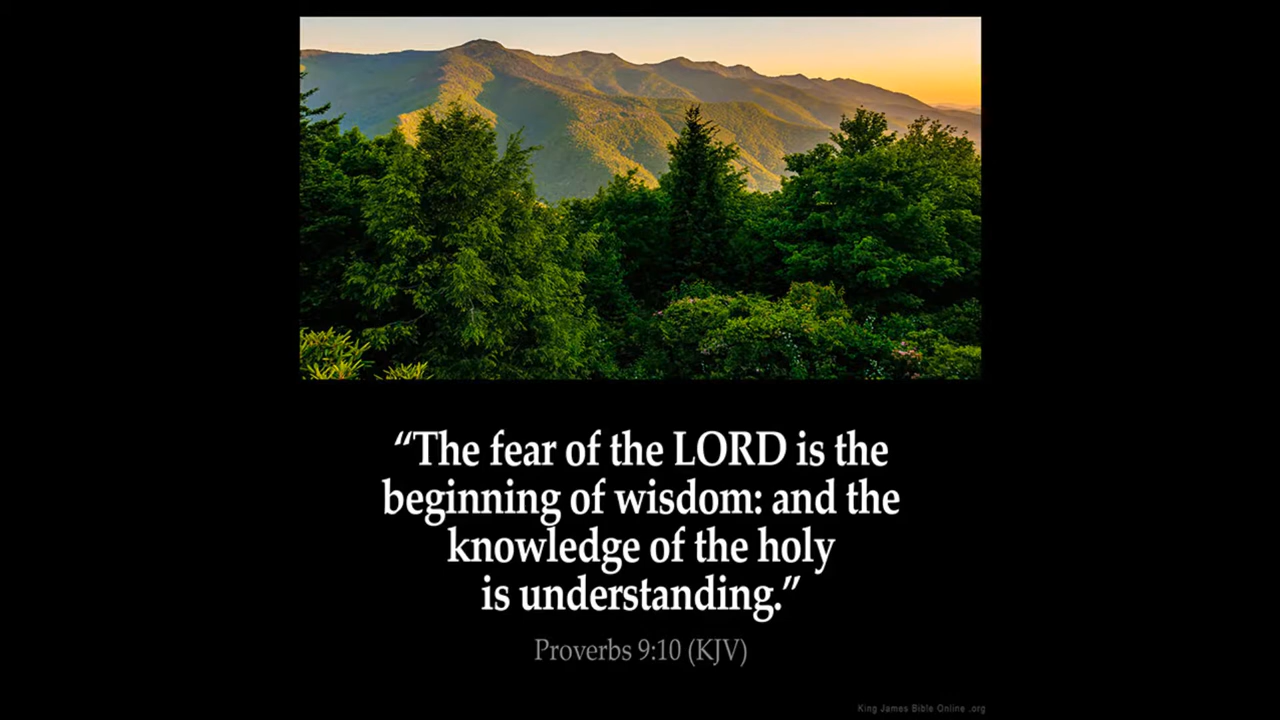 “The fear of the LORD is the
beginning of wisdom: and the
knowledge of the holy
is understanding.”
Proverbs 9:10 (KJV)
King James Bible Online .org